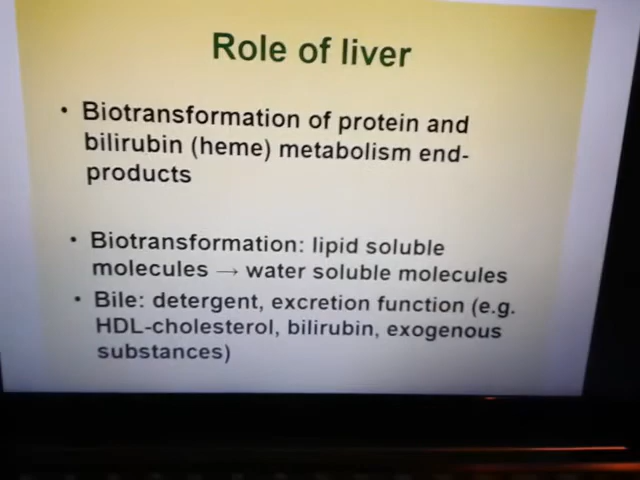 Role of liver
• Biotransformation of protein and
bilirubin (heme) metabolism end-
products
• Biotransformation: lipid soluble
molecules → water soluble molecules
• Bile: detergent, excretion function (e.g.
HDL-cholesterol, bilirubin, exogenous
substances)